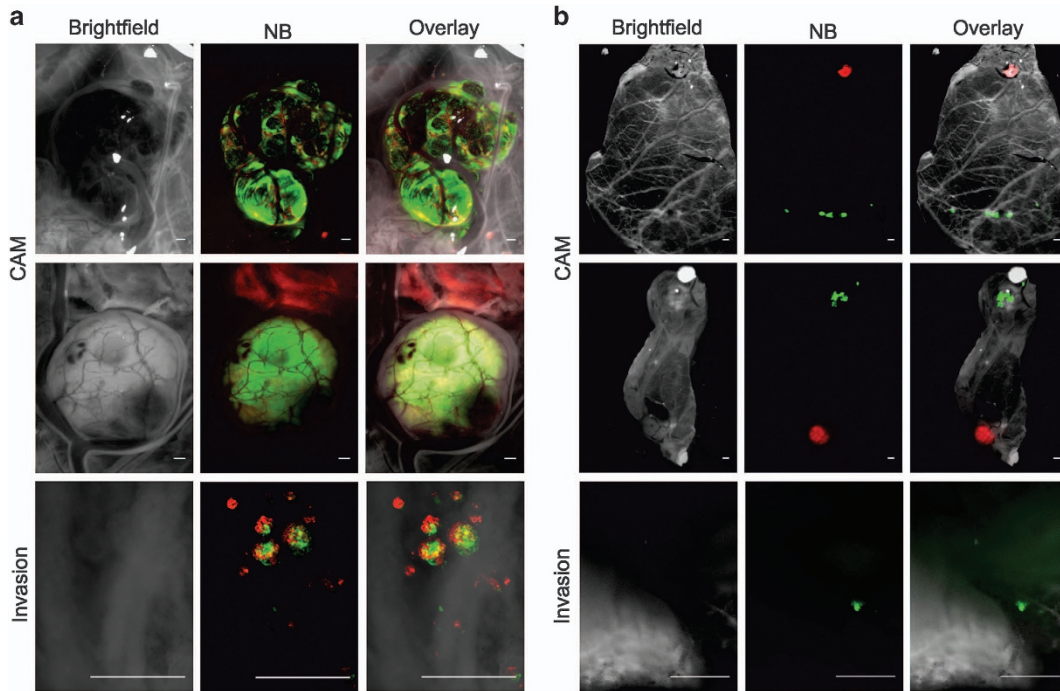 a
Brightfield NB Overlay
CAM
Invasion
b
Brightfield NB Overlay
CAM
Invasion